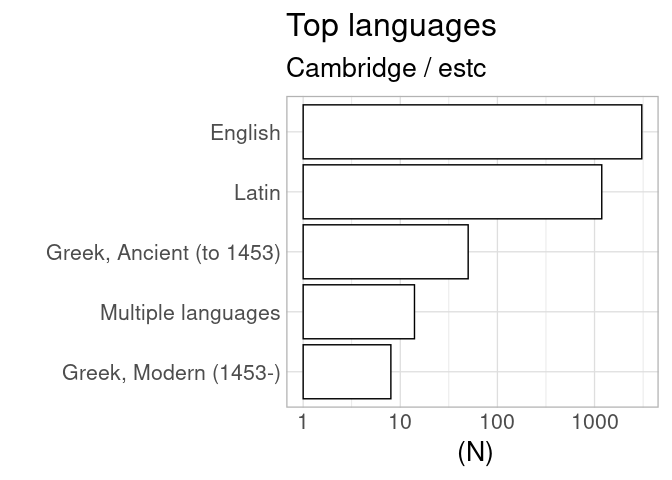 Top languages
Cambridge / estc
English
Latin
Greek, Ancient (to 1453)
Multiple languages
Greek, Modern (1453-)
1 10 100 1000
(N)